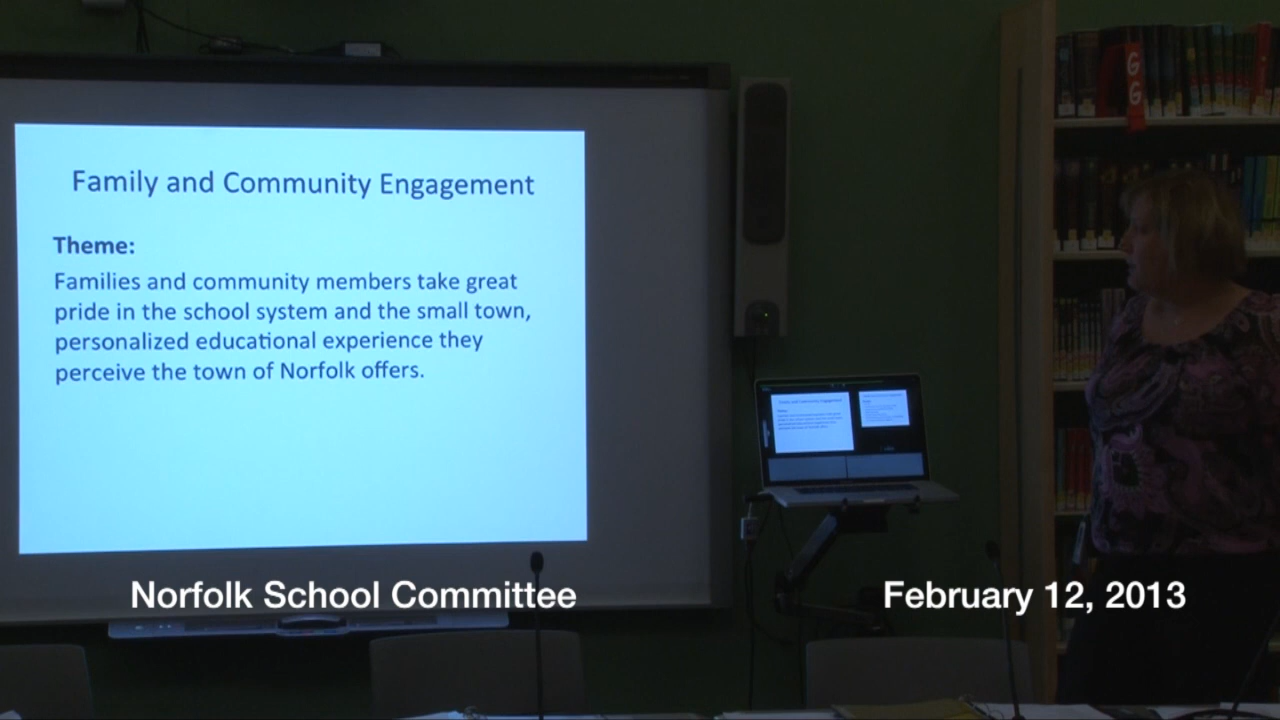 Family and Community Engagement
Theme:
Families and community members take great
pride in the school system and the small town,
personalized educational experience they
perceive the town of Norfolk offers.
Norfolk School Committee
February 12, 2013
G
G